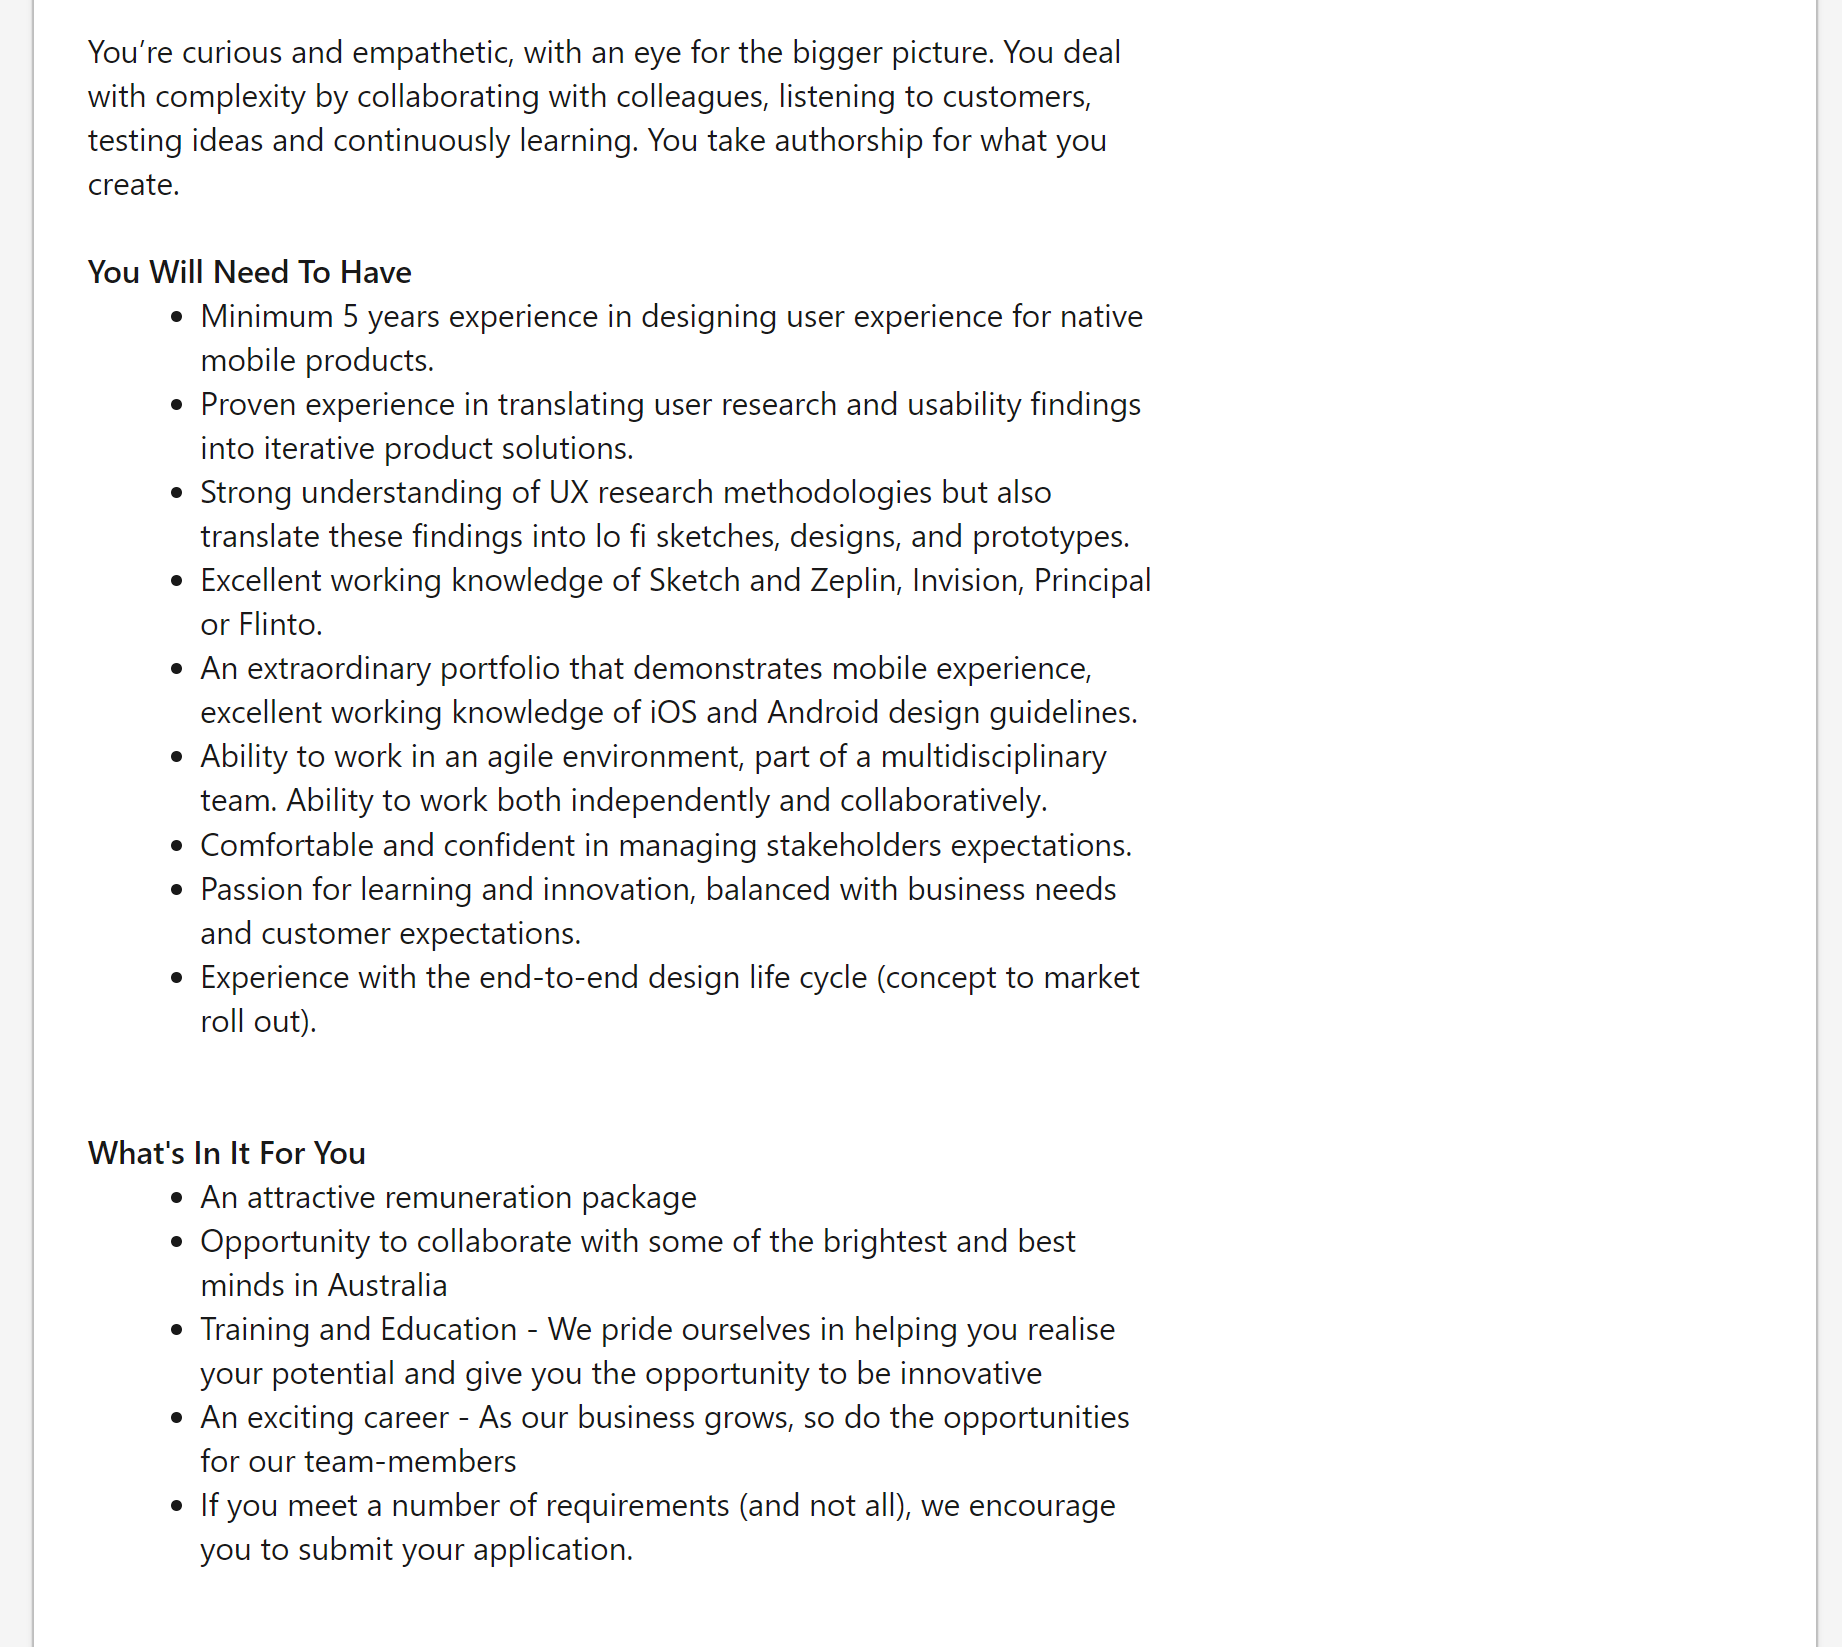 You’re curious and empathetic, with an eye for the bigger picture. You deal
with complexity by collaborating with colleagues, listening to customers,
testing ideas and continuously learning. You take authorship for what you
create.
You Will Need To Have
• Minimum 5 years experience in designing user experience for native
mobile products.
• Proven experience in translating user research and usability findings
into iterative product solutions.
• Strong understanding of UX research methodologies but also
translate these findings into lo fi sketches, designs, and prototypes.
• Excellent working knowledge of Sketch and Zeplin, Invision, Principal
or Flinto.
• An extraordinary portfolio that demonstrates mobile experience,
excellent working knowledge of iOS and Android design guidelines.
• Ability to work in an agile environment, part of a multidisciplinary
team. Ability to work both independently and collaboratively.
• Comfortable and confident in managing stakeholders expectations.
• Passion for learning and innovation, balanced with business needs
and customer expectations.
• Experience with the end-to-end design life cycle (concept to market
roll out).
What's In It For You
• An attractive remuneration package
• Opportunity to collaborate with some of the brightest and best
minds in Australia
• Training and Education - We pride ourselves in helping you realise
your potential and give you the opportunity to be innovative
• An exciting career - As our business grows, so do the opportunities
for our team-members
• If you meet a number of requirements (and not all), we encourage
you to submit your application.